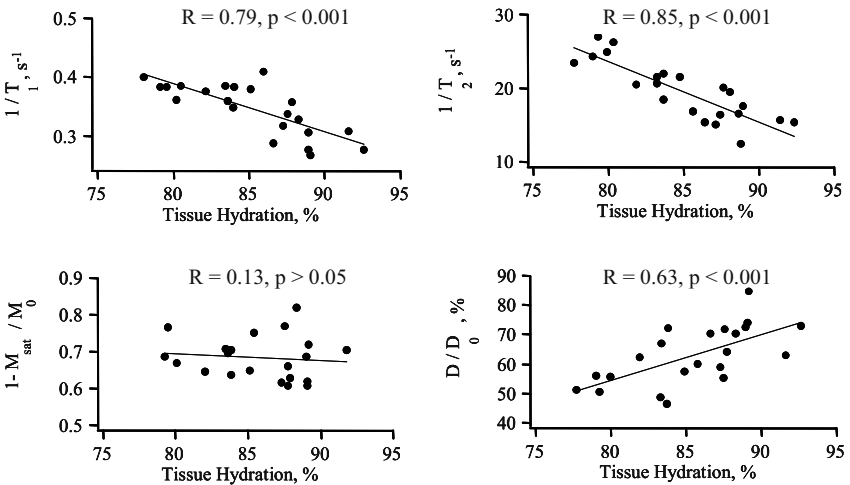 R = 0.79, p < 0.001
0.5
0.4
0.3
1 / T1 , s-1
75 80 85 90 95
Tissue Hydration, %
R = 0.85, p < 0.001
30
20
10
1 / T2 , s-1
75 80 85 90 95
Tissue Hydration, %
R = 0.13, p > 0.05
0.9
0.8
0.7
0.6
0.5
1- Msat / M0
75 80 85 90 95
Tissue Hydration, %
R = 0.63, p < 0.001
90
80
70
60
50
40
D / D0 , %
75 80 85 90 95
Tissue Hydration, %